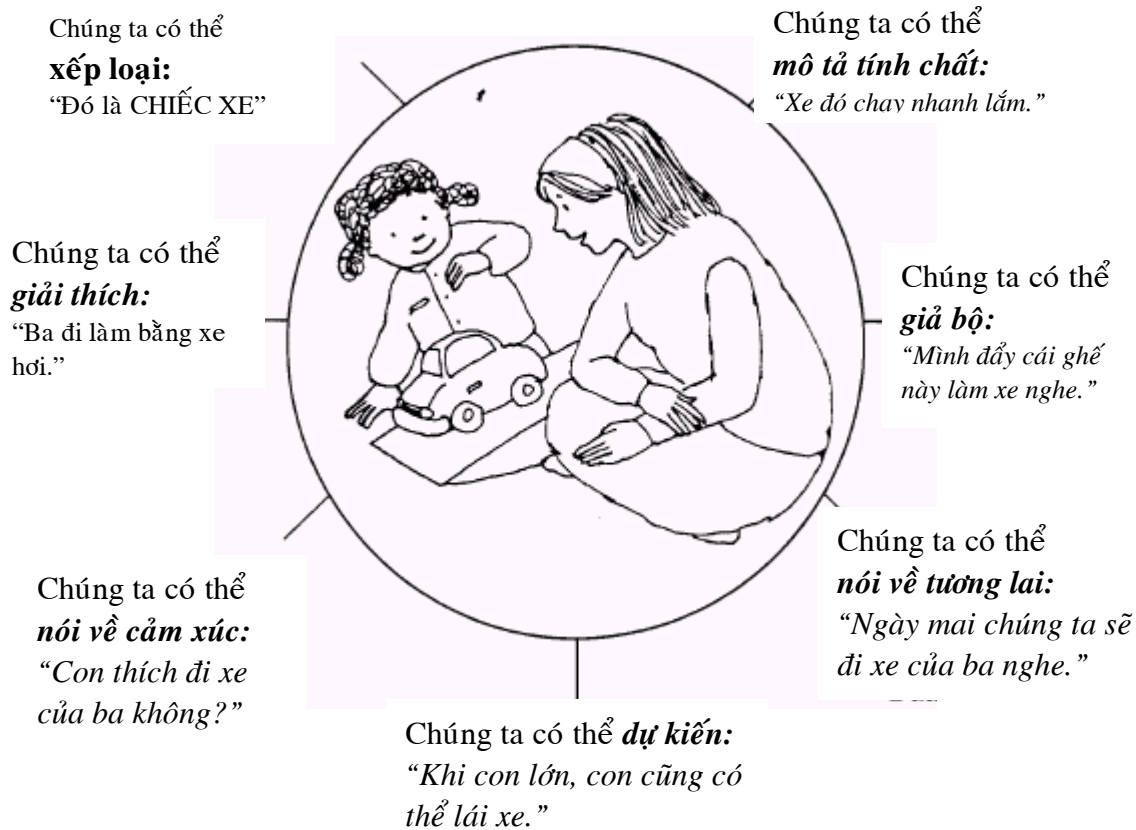 Chúng ta có thể
xếp loại:
“Đó là CHIẾC XE”
Chúng ta có thể
mô tả tính chất:
“Xe đó chạy nhanh lắm.”
Chúng ta có thể
giải thích:
“Ba đi làm bằng xe
hơi.”
Chúng ta có thể
giả bộ:
“Mình đẩy cái ghế
này làm xe nghe.”
Chúng ta có thể
nói về cảm xúc:
“Con thích đi xe
của ba không?”
Chúng ta có thể
nói về tương lai:
“Ngày mai chúng ta sẽ
đi xe của ba nghe.”
Chúng ta có thể dự kiến:
“Khi con lớn, con cũng có
thể lái xe.”